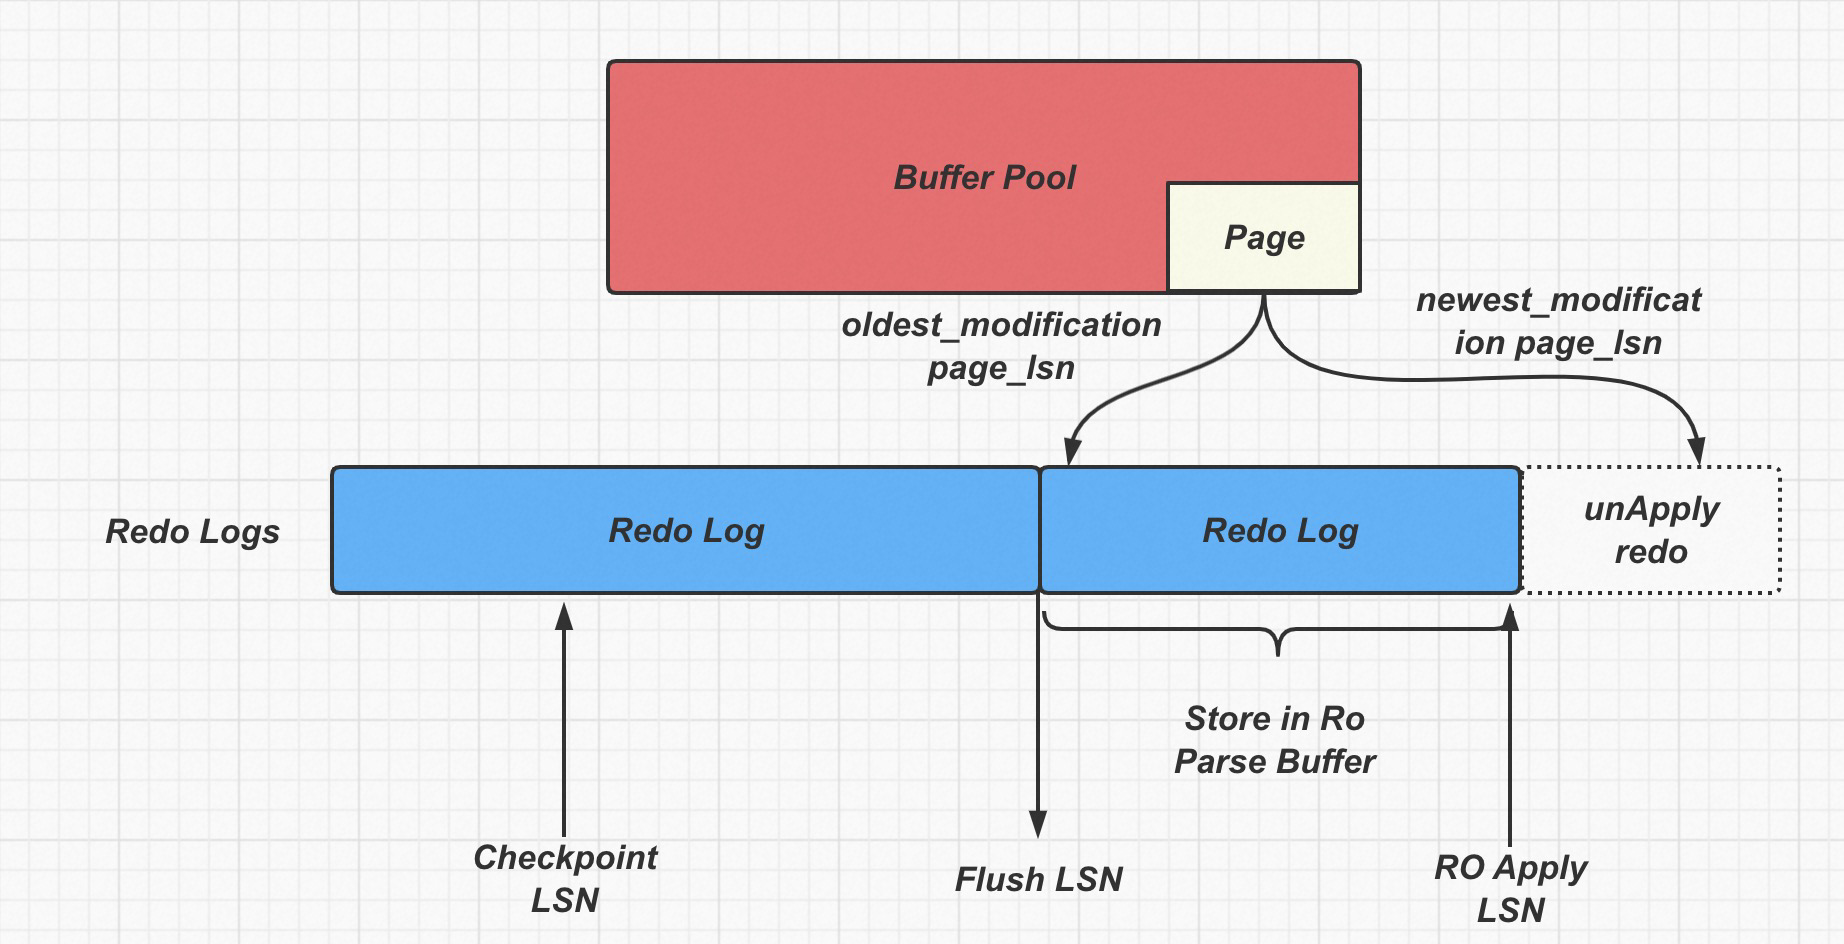 Buffer Pool
Page
oldest_modification
page_lsn
newest_modificat
ion page_lsn
Redo Logs
Redo Log
Redo Log
unApply
redo
Store in Ro
Parse Buffer
Checkpoint
LSN
Flush LSN
RO Apply
LSN